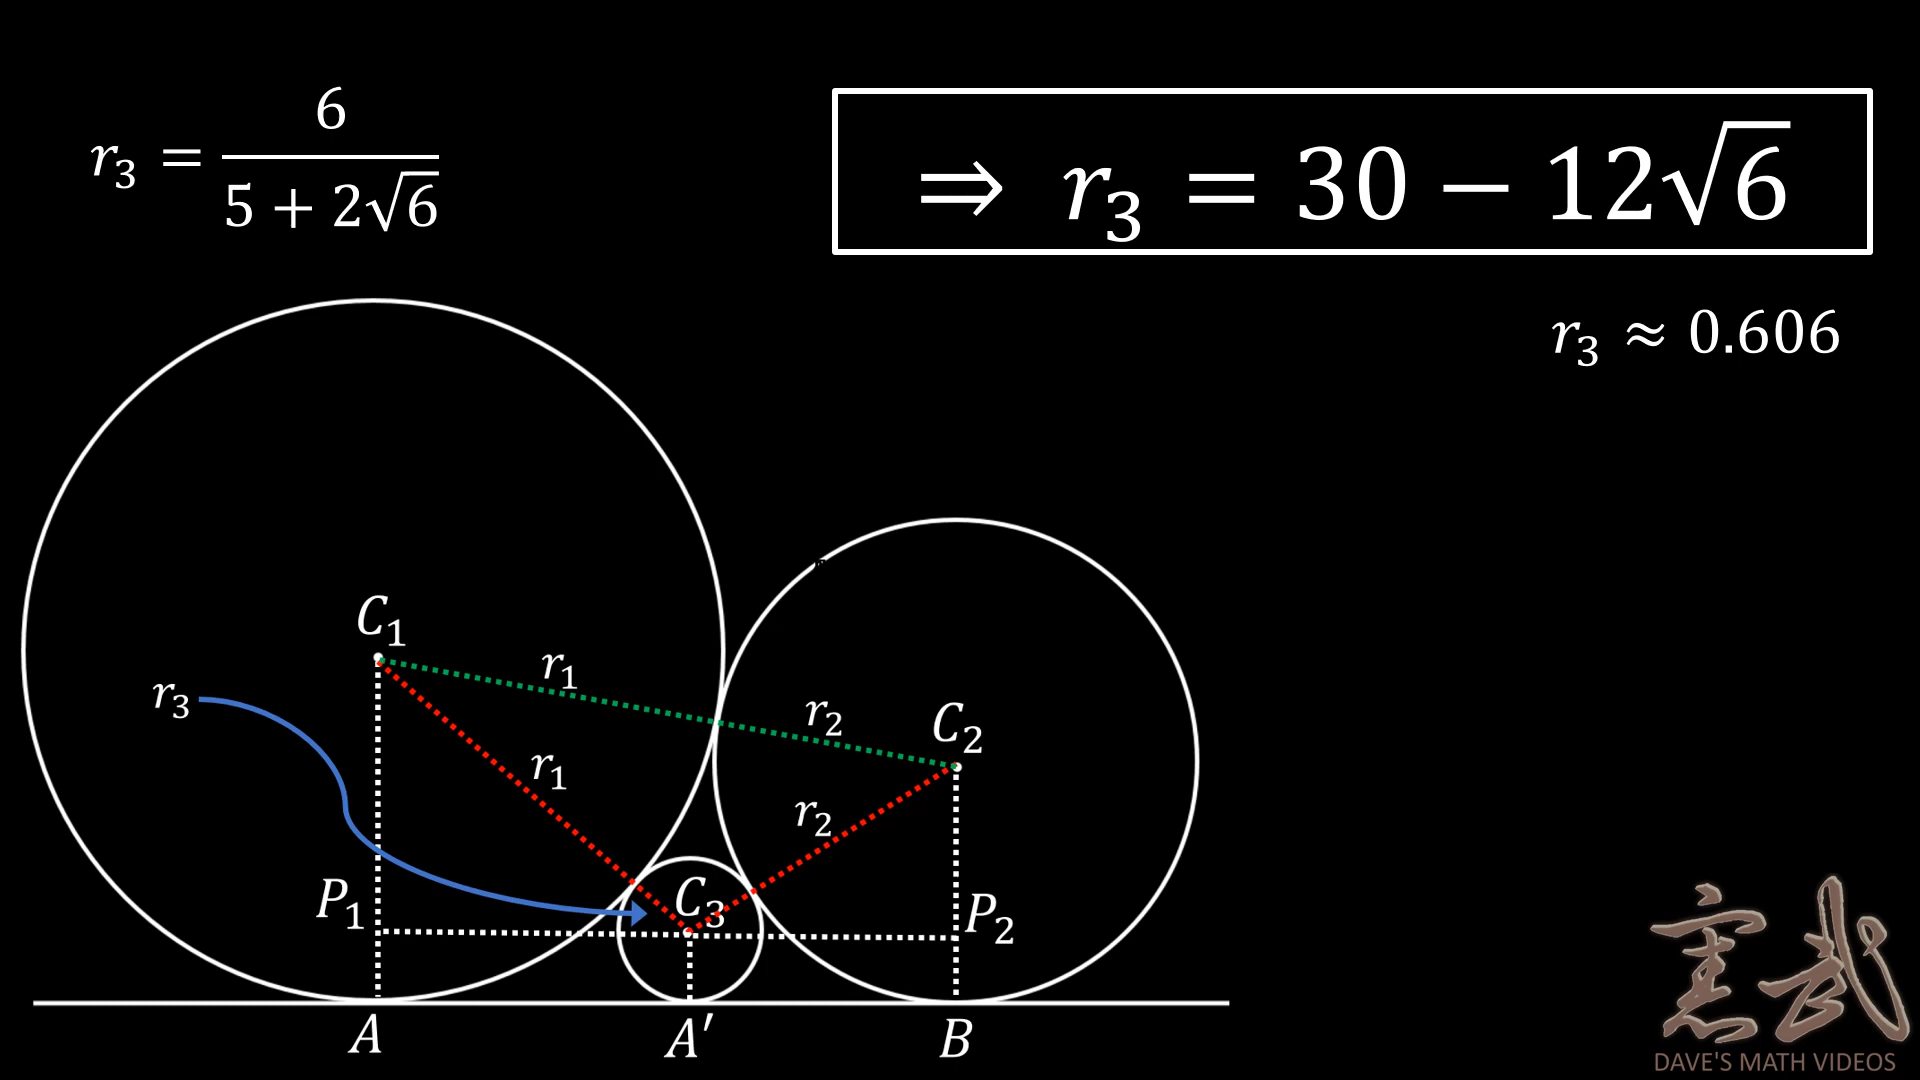 r₃ = 6 / (5 + 2√6)
⇒ r₃ = 30 − 12√6
r₃ ≈ 0.606
C₁
r₁
r₃
r₂
C₂
r₁
r₂
P₁
C₃
P₂
A
A′
B
DAVE'S MATH VIDEOS